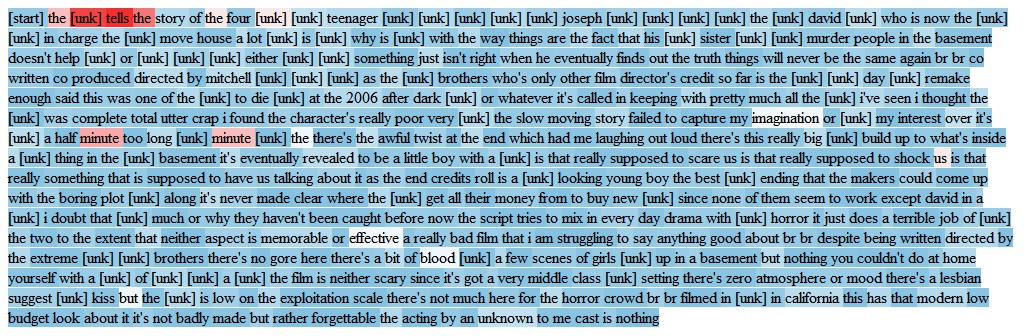 [start] the [unk] tells the story of the four [unk] [unk] teenager [unk] [unk] [unk] [unk] [unk] joseph [unk] [unk] [unk] [unk] the [unk] david [unk] who is now the [unk]
[unk] in charge the [unk] move house a lot [unk] is [unk] why is [unk] with the way things are the fact that his [unk] sister [unk] [unk] murder people in the basement
doesn't help [unk] or [unk] [unk] [unk] either [unk] [unk] something just isn't right when he eventually finds out the truth things will never be the same again br br co
written co produced directed by mitchell [unk] [unk] [unk] as the [unk] brothers who's only other film director's credit so far is the [unk] [unk] day [unk] remake
enough said this was one of the [unk] to die [unk] at the 2006 after dark [unk] or whatever it's called in keeping with pretty much all the [unk] i've seen i thought the
[unk] was complete total utter crap i found the character's really poor very [unk] the slow moving story failed to capture my imagination or [unk] my interest over it's
[unk] a half minute too long [unk] minute [unk] the there's the awful twist at the end which had me laughing out loud there's this really big [unk] build up to what's inside
a [unk] thing in the [unk] basement it's eventually revealed to be a little boy with a [unk] is that really supposed to scare us is that really supposed to shock us is that
really something that is supposed to have us talking about it as the end credits roll is a [unk] looking young boy the best [unk] ending that the makers could come up
with the boring plot [unk] along it's never made clear where the [unk] get all their money from to buy new [unk] since none of them seem to work except david in a
[unk] i doubt that [unk] much or why they haven't been caught before now the script tries to mix in every day drama with [unk] horror it just does a terrible job of [unk]
the two to the extent that neither aspect is memorable or effective a really bad film that i am struggling to say anything good about br br despite being written directed by
the extreme [unk] [unk] brothers there's no gore here there's a bit of blood [unk] a few scenes of girls [unk] up in a basement but nothing you couldn't do at home
yourself with a [unk] of [unk] [unk] a [unk] the film is neither scary since it's got a very middle class [unk] setting there's zero atmosphere or mood there's a lesbian
suggest [unk] kiss but the [unk] is low on the exploitation scale there's not much here for the horror crowd br br filmed in [unk] in california this has that modern low
budget look about it it's not badly made but rather forgettable the acting by an unknown to me cast is nothing